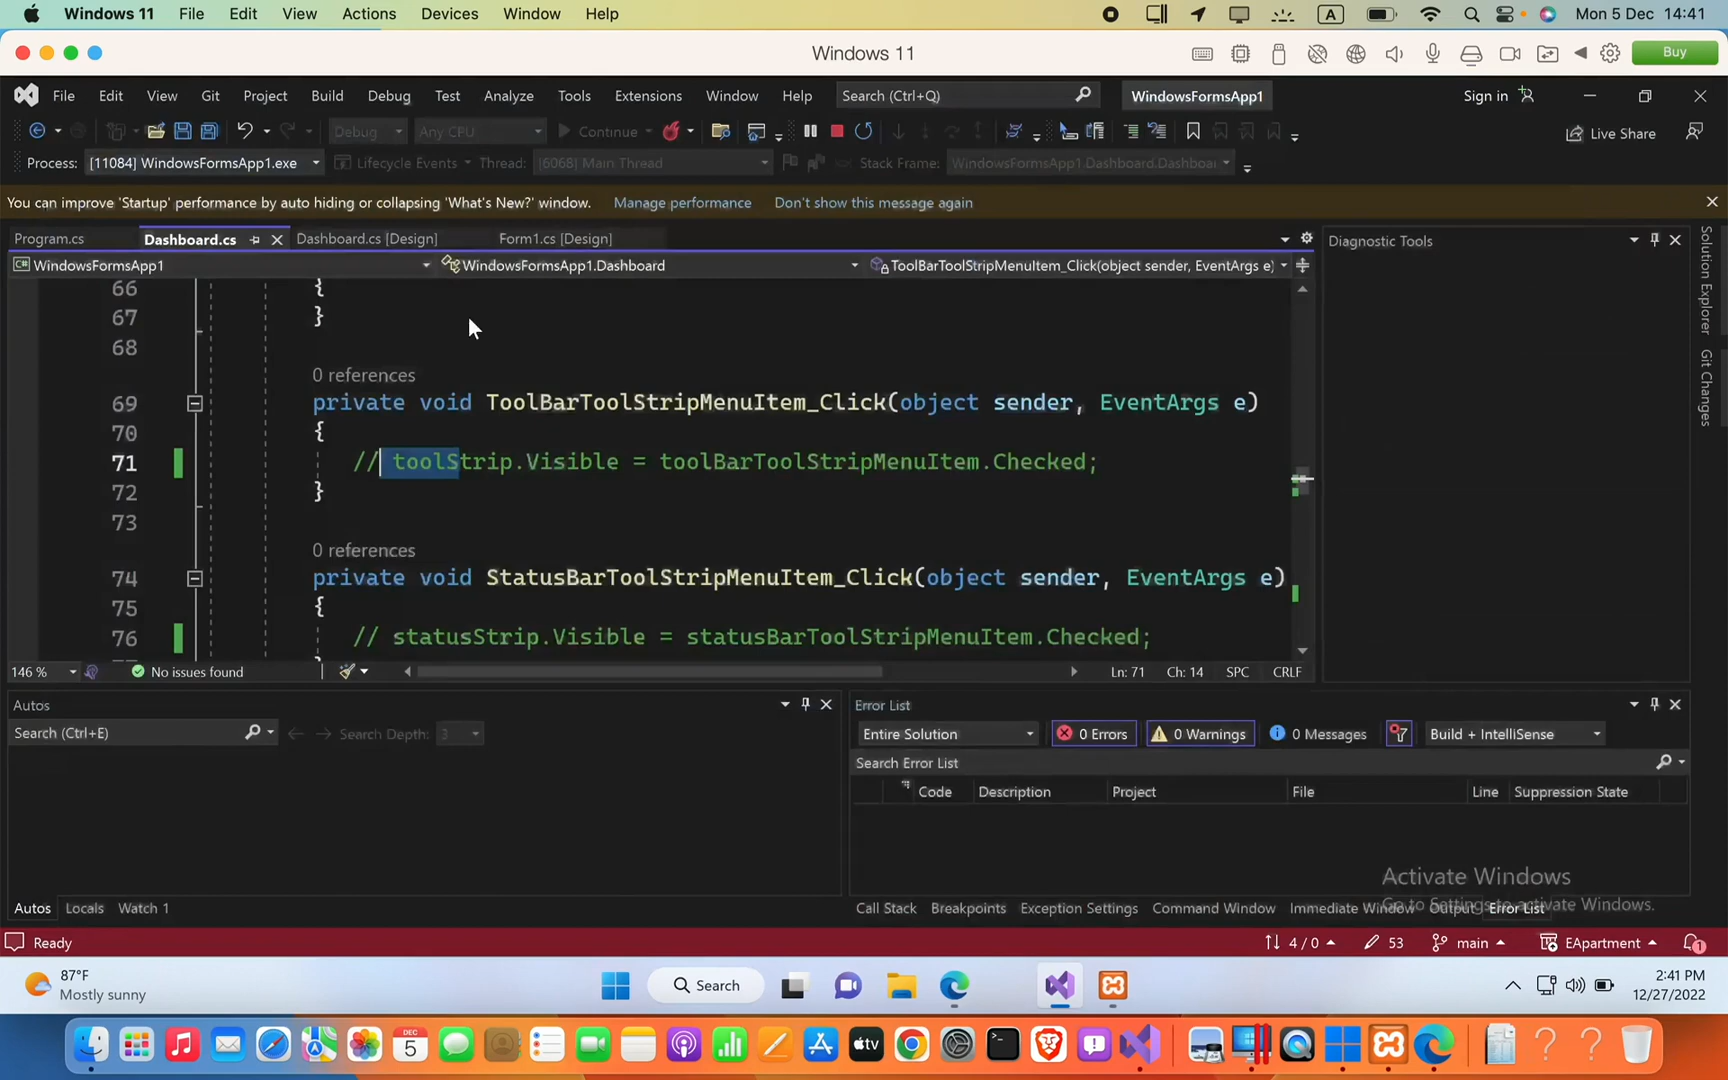 Windows 11 File Edit View Actions Devices Window Help A Mon 5 Dec 14:41
Windows 11 Buy
File Edit View Git Project Build Debug Test Analyze Tools Extensions Window Help Search (Ctrl+Q) WindowsFormsApp1 Sign in
Debug Any CPU Continue Live Share
Process: [11084] WindowsFormsApp1.exe Lifecycle Events Thread: [6068] Main Thread Stack Frame: WindowsFormsApp1.Dashboard.Dashboa
You can improve 'Startup' performance by auto hiding or collapsing 'What's New?' window. Manage performance Don't show this message again
Program.cs Dashboard.cs Dashboard.cs [Design] Form1.cs [Design] Diagnostic Tools
WindowsFormsApp1 WindowsFormsApp1.Dashboard ToolBarToolStripMenuItem_Click(object sender, EventArgs e)
Solution Explorer
Git Changes
66 {
67 }
68
0 references
69 private void ToolBarToolStripMenuItem_Click(object sender, EventArgs e)
70 {
71 // toolStrip.Visible = toolBarToolStripMenuItem.Checked;
72 }
73
0 references
74 private void StatusBarToolStripMenuItem_Click(object sender, EventArgs e)
75 {
76 // statusStrip.Visible = statusBarToolStripMenuItem.Checked;
146 % No issues found Ln: 71 Ch: 14 SPC CRLF
Autos
Search (Ctrl+E) Search Depth: 3
Error List
Entire Solution 0 Errors 0 Warnings 0 Messages Build + IntelliSense
Search Error List
Code Description Project File Line Suppression State
Activate Windows
Go to Settings to activate Windows.
Autos Locals Watch 1
Call Stack Breakpoints Exception Settings Command Window Immediate Window Output Error List
Ready 4 / 0 53 main EApartment 1
87°F
Mostly sunny
Search
2:41 PM
12/27/2022
DEC
5
tv